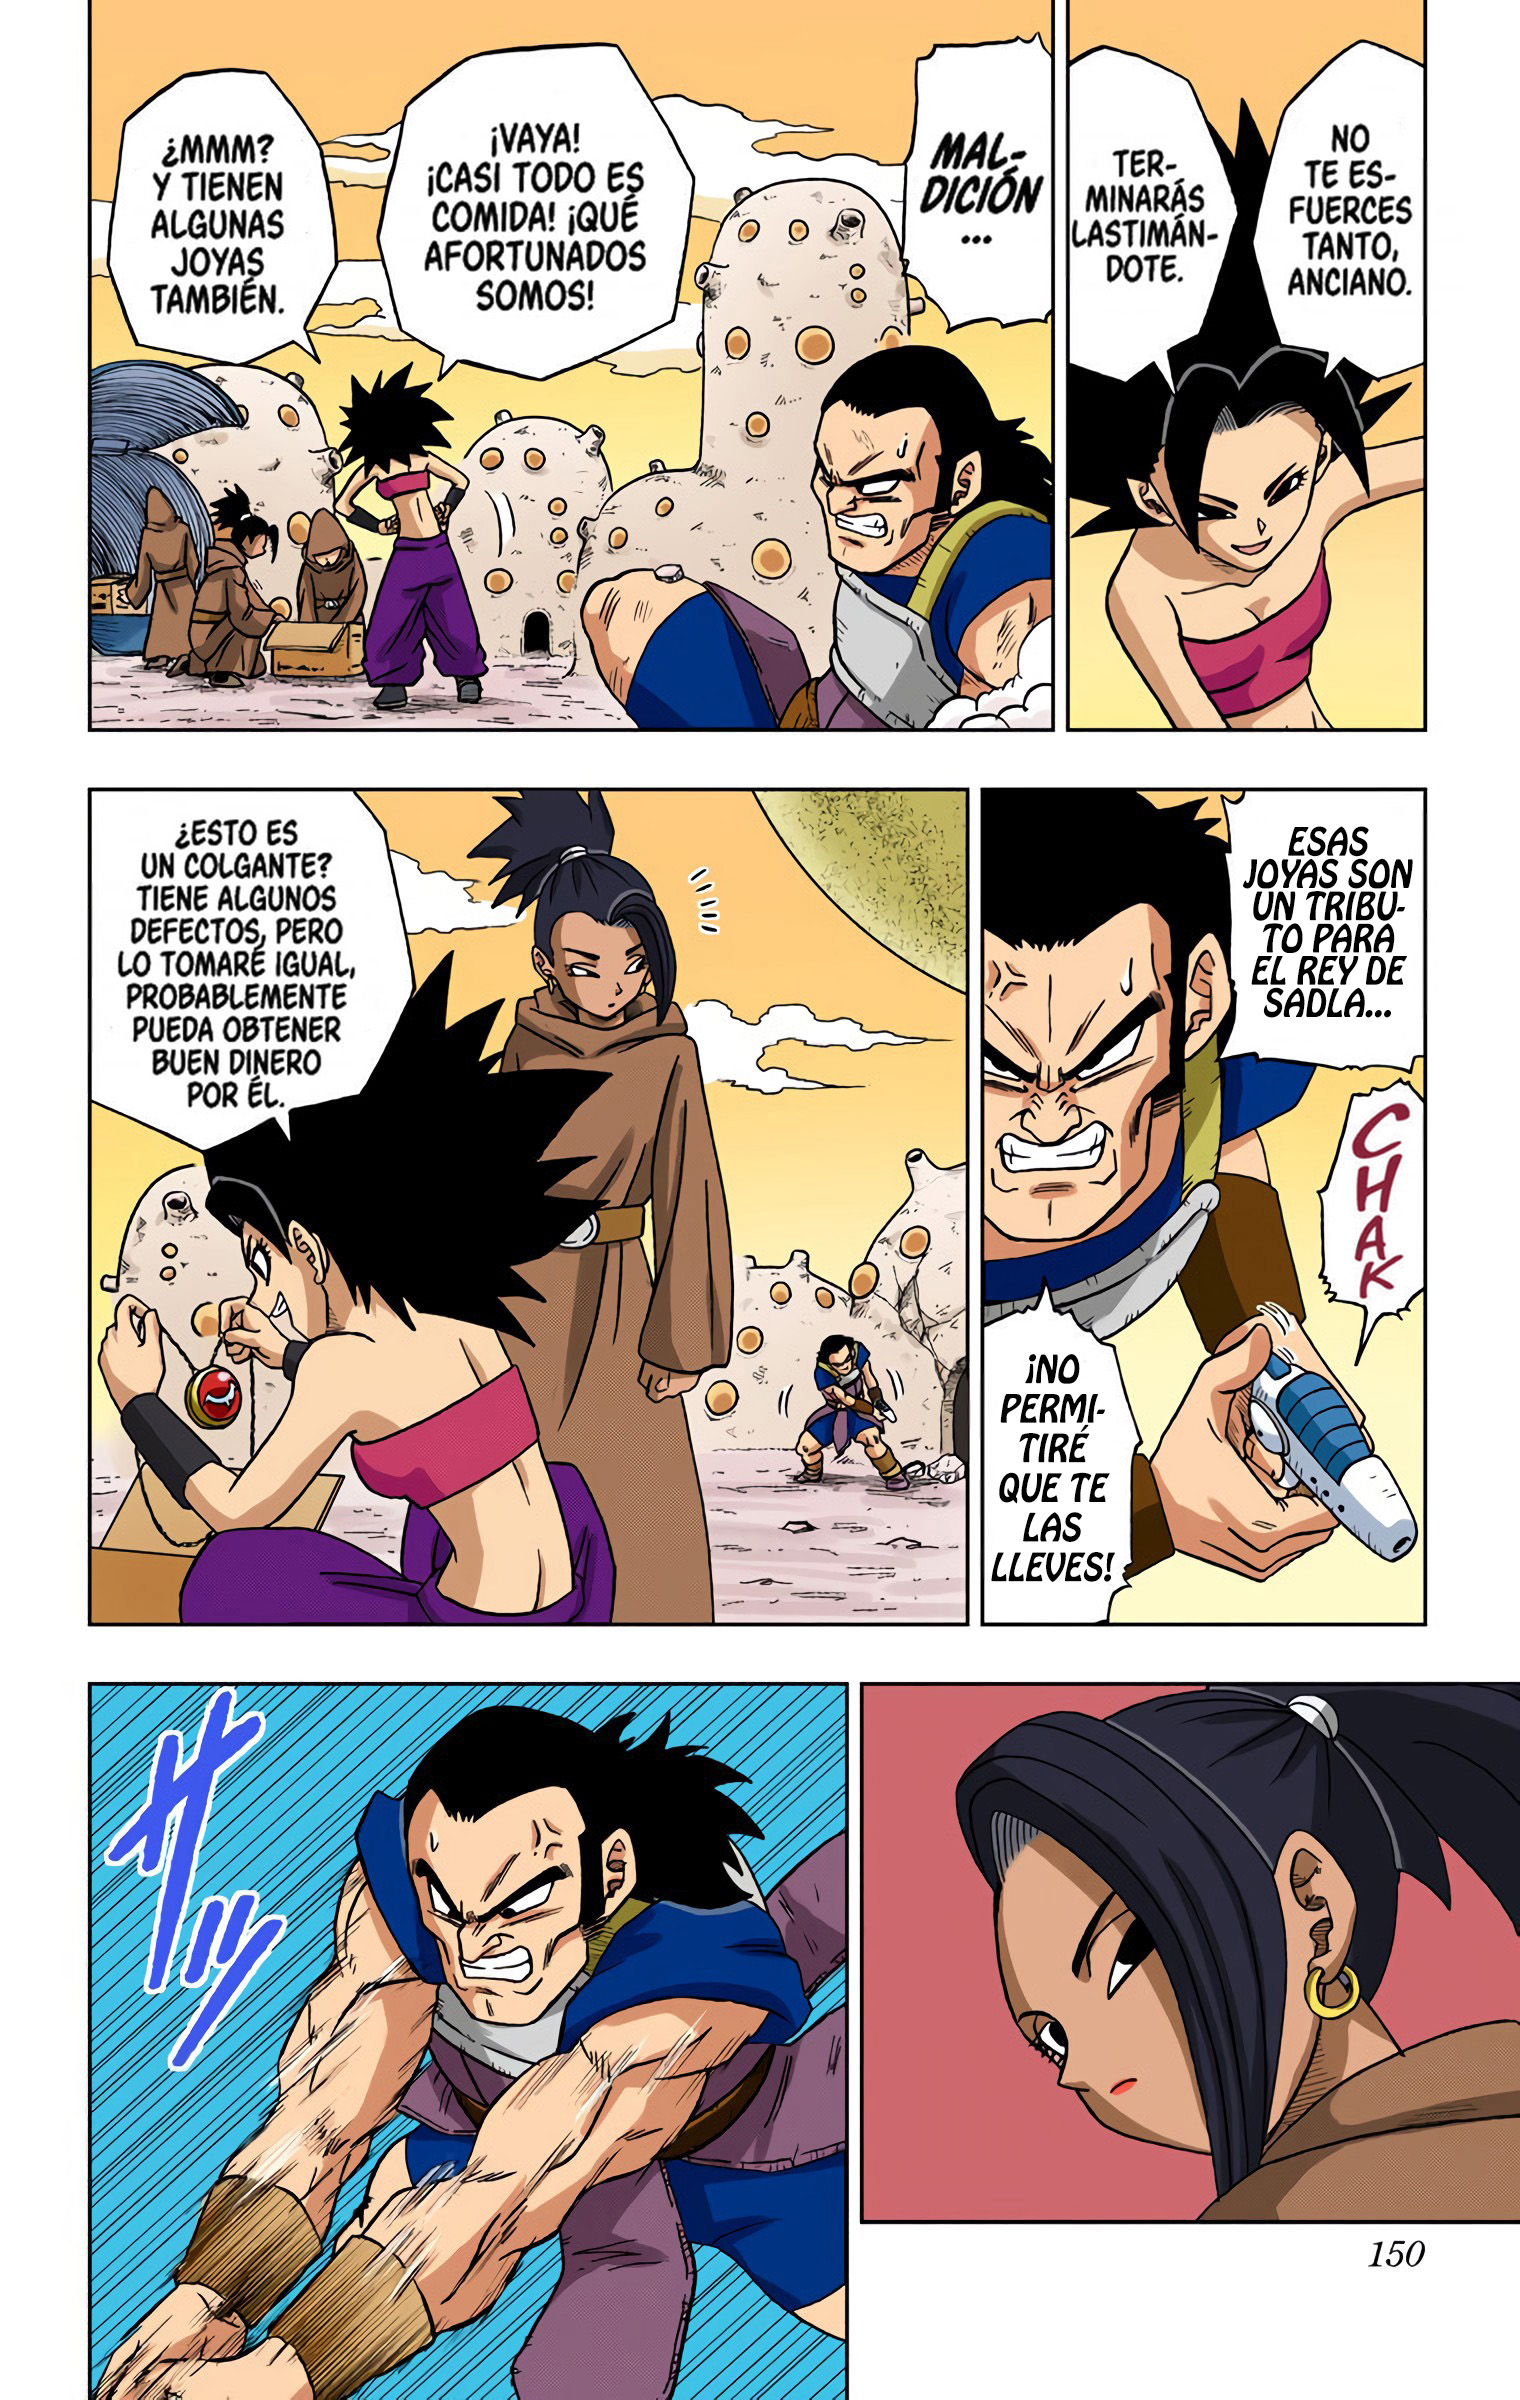 NO
TE ES-
FUERCES
TANTO,
ANCIANO.
TER-
MINARÁS
LASTIMÁN-
DOTE.
MAL-
DICIÓN
...
¡VAYA!
¡CASI TODO ES
COMIDA! ¡QUÉ
AFORTUNADOS
SOMOS!
¿MMM?
Y TIENEN
ALGUNAS
JOYAS
TAMBIÉN.
ESAS
JOYAS SON
UN TRIBU-
TO PARA
EL REY DE
SADLA...
CHAK
¡NO
PERMI-
TIRÉ
QUE TE
LAS
LLEVES!
¿ESTO ES
UN COLGANTE?
TIENE ALGUNOS
DEFECTOS, PERO
LO TOMARÉ IGUAL,
PROBABLEMENTE
PUEDA OBTENER
BUEN DINERO
POR ÉL.
ザッ
150